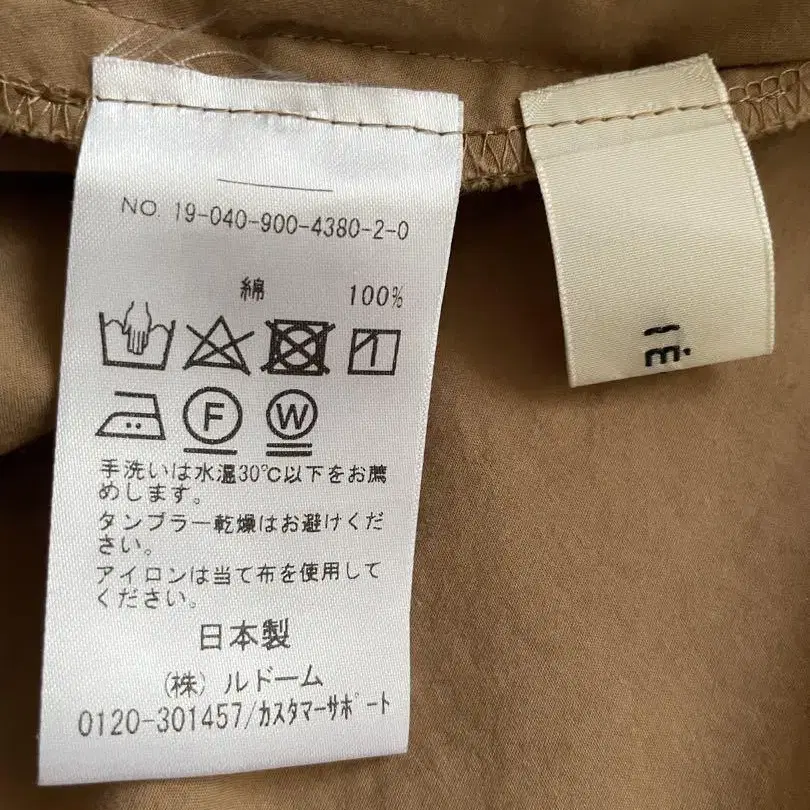 NO. 19-040-900-4380-2-0
綿 100%
F W
手洗いは水温30℃以下をお薦
めします。
タンブラー乾燥はお避けくだ
さい。
アイロンは当て布を使用して
ください。
日本製
(株) ルドーム
0120-301457/カスタマーサポート